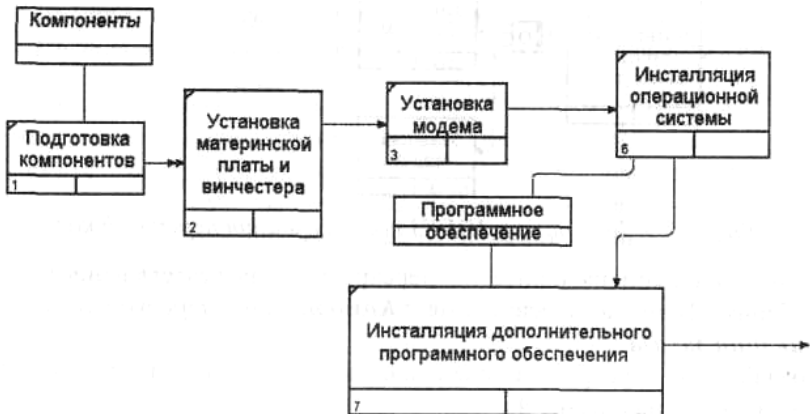 Компоненты
Подготовка
компонентов
1
Установка
материнской
платы и
винчестера
2
Установка
модема
3
Инсталляция
операционной
системы
6
Программное
обеспечение
Инсталляция дополнительного
программного обеспечения
7